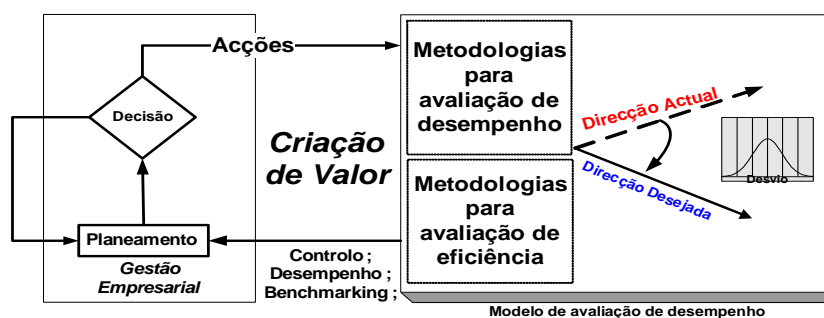 Acções
Decisão
Planeamento
Gestão
Empresarial
Criação
de Valor
Controlo ;
Desempenho ;
Benchmarking ;
Metodologias
para
avaliação de
desempenho
Metodologias
para
avaliação de
eficiência
Direcção Actual
Direcção Desejada
Desvio
Modelo de avaliação de desempenho